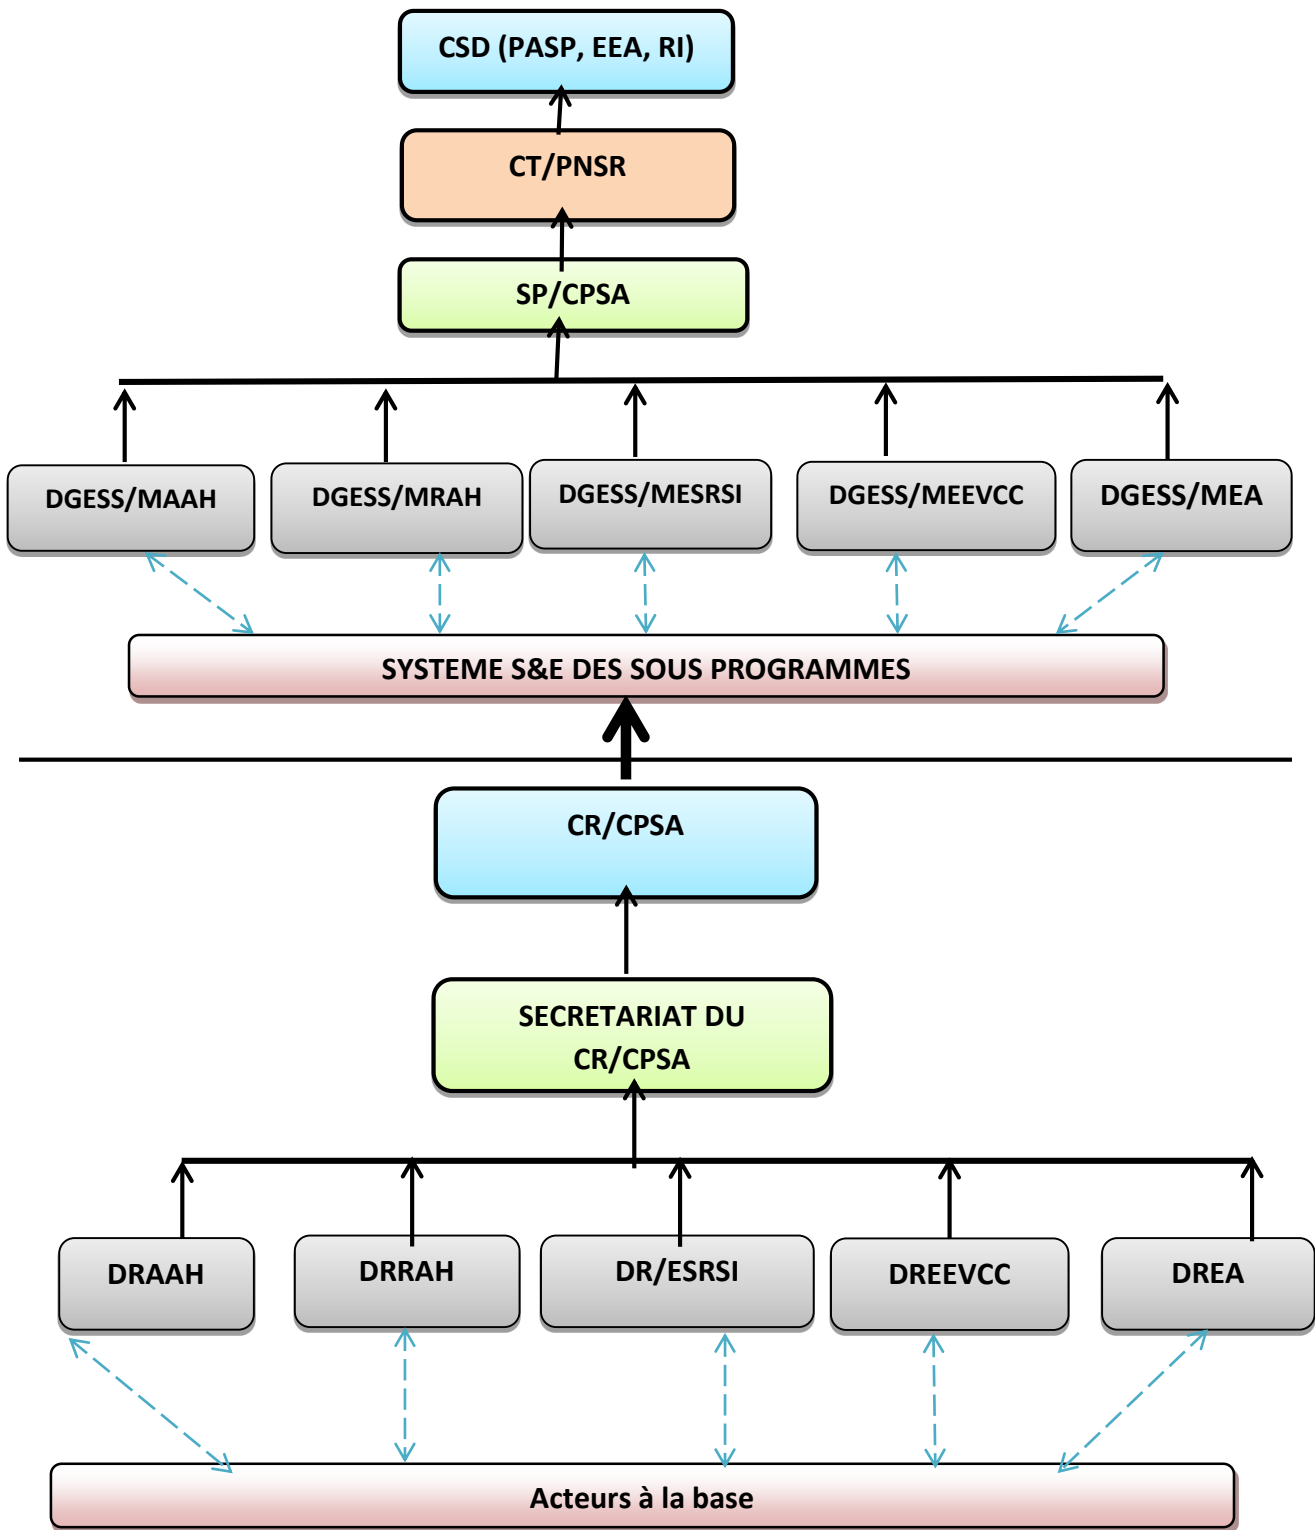 CSD (PASP, EEA, RI)
CT/PNSR
SP/CPSA
DGESS/MAAH
DGESS/MRAH
DGESS/MESRSI
DGESS/MEEVCC
DGESS/MEA
SYSTEME S&E DES SOUS PROGRAMMES
CR/CPSA
SECRETARIAT DU
CR/CPSA
DRAAH
DRRAH
DR/ESRSI
DREEVCC
DREA
Acteurs à la base